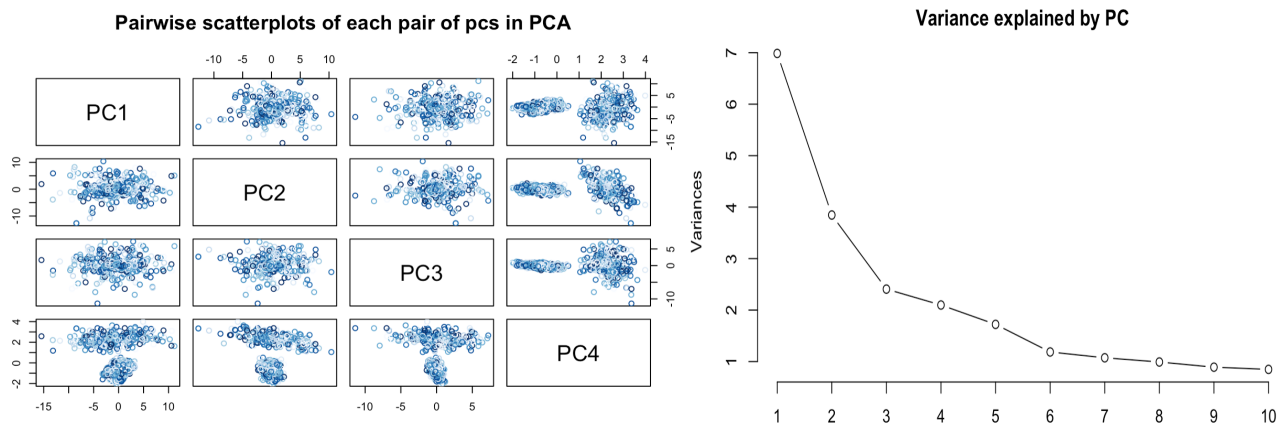 Pairwise scatterplots of each pair of pcs in PCA
-10 -5 0 5 10
-2 -1 0 1 2 3 4
PC1
5
-5
-15
10
0
-10
PC2
PC3
5
0
-10
4
2
0
-2
PC4
-15 -5 0 5 10
-10 -5 0 5
Variance explained by PC
Variances
7
6
5
4
3
2
1
1 2 3 4 5 6 7 8 9 10